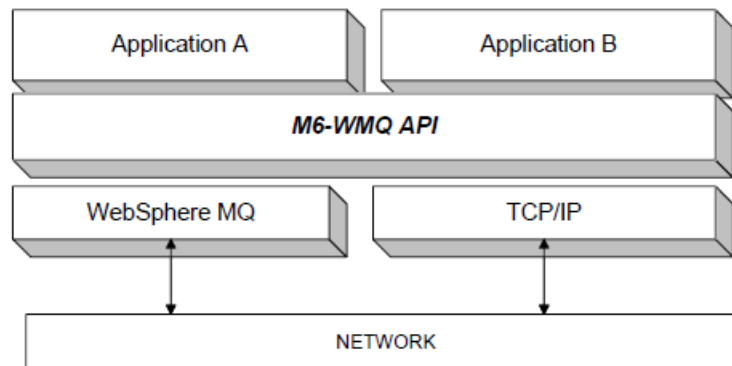 Application A
Application B
M6-WMQ API
WebSphere MQ
TCP/IP
NETWORK